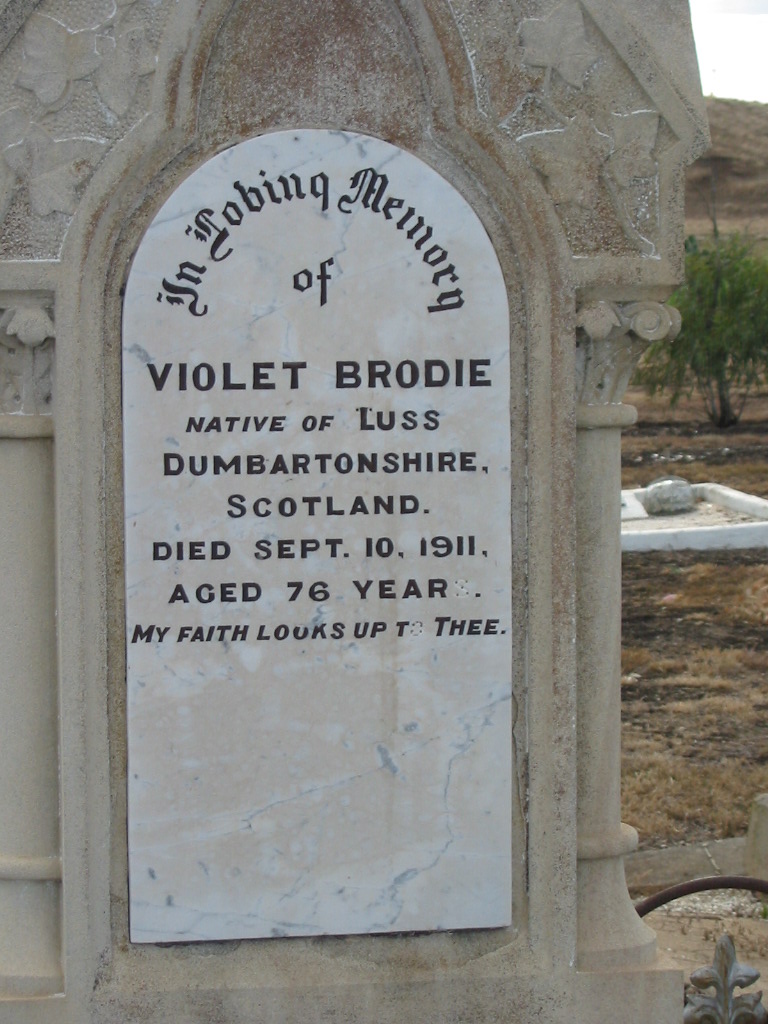 In Loving Memory
of
VIOLET BRODIE
NATIVE OF LUSS
DUMBARTONSHIRE,
SCOTLAND.
DIED SEPT. 10, 1911,
AGED 76 YEARS.
MY FAITH LOOKS UP TO THEE.